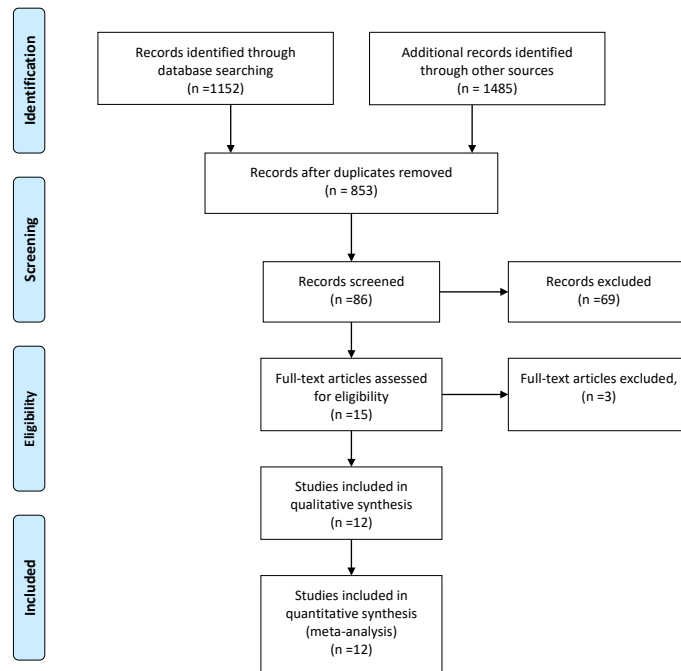 Identification
Records identified through
database searching
(n =1152)
Additional records identified
through other sources
(n = 1485)
Records after duplicates removed
(n = 853)
Screening
Records screened
(n =86)
Records excluded
(n =69)
Eligibility
Full-text articles assessed
for eligibility
(n =15)
Full-text articles excluded,
(n =3)
Studies included in
qualitative synthesis
(n =12)
Included
Studies included in
quantitative synthesis
(meta-analysis)
(n =12)